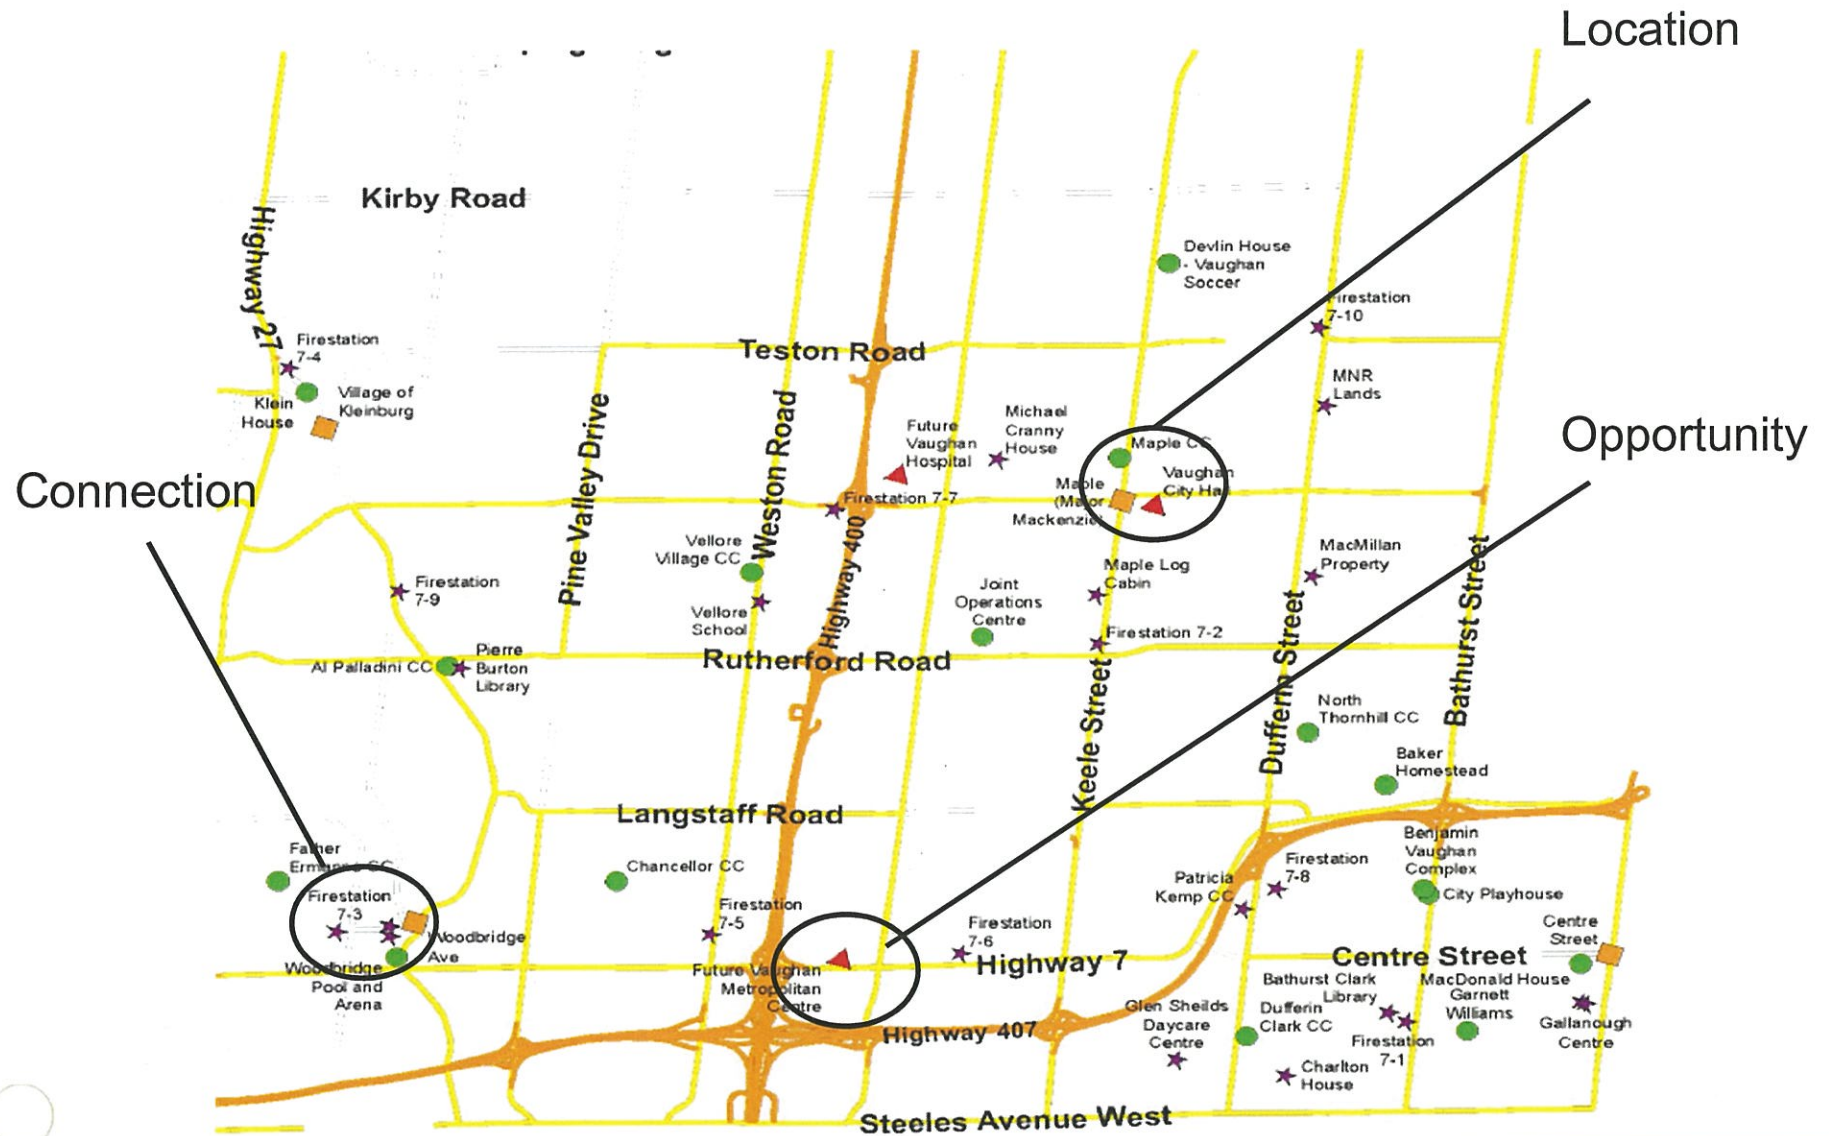 Location
Kirby Road
Highway 27
Devlin House
- Vaughan
Soccer
Firestation
7-10
Firestation
7-4
Teston Road
Klein
House
Village of
Kleinburg
MNR
Lands
Pine Valley Drive
Weston Road
Future
Vaughan
Hospital
Michael
Cranny
House
Maple CC
Vaughan
City Hall
Maple
(Major
Mackenzie)
Opportunity
Connection
Firestation 7-7
Highway 400
Vellore
Village CC
Vellore
School
Firestation
7-9
Joint
Operations
Centre
Maple Log
Cabin
MacMillan
Property
Firestation 7-2
Al Palladini CC
Pierre
Burton
Library
Rutherford Road
Keele Street
Dufferin Street
Bathurst Street
North
Thornhill CC
Baker
Homestead
Langstaff Road
Father
Ermanno CC
Firestation
7-3
Woodbridge
Ave
Woodbridge
Pool and
Arena
Chancellor CC
Firestation
7-5
Future Vaughan
Metropolitan
Centre
Firestation
7-6
Highway 7
Patricia
Kemp CC
Firestation
7-8
Benjamin
Vaughan
Complex
City Playhouse
Centre
Street
Centre Street
Bathurst Clark
Library
MacDonald House
Garnett
Williams
Gallanough
Centre
Glen Sheilds
Daycare
Centre
Dufferin
Clark CC
Firestation
7-1
Charlton
House
Highway 407
Steeles Avenue West